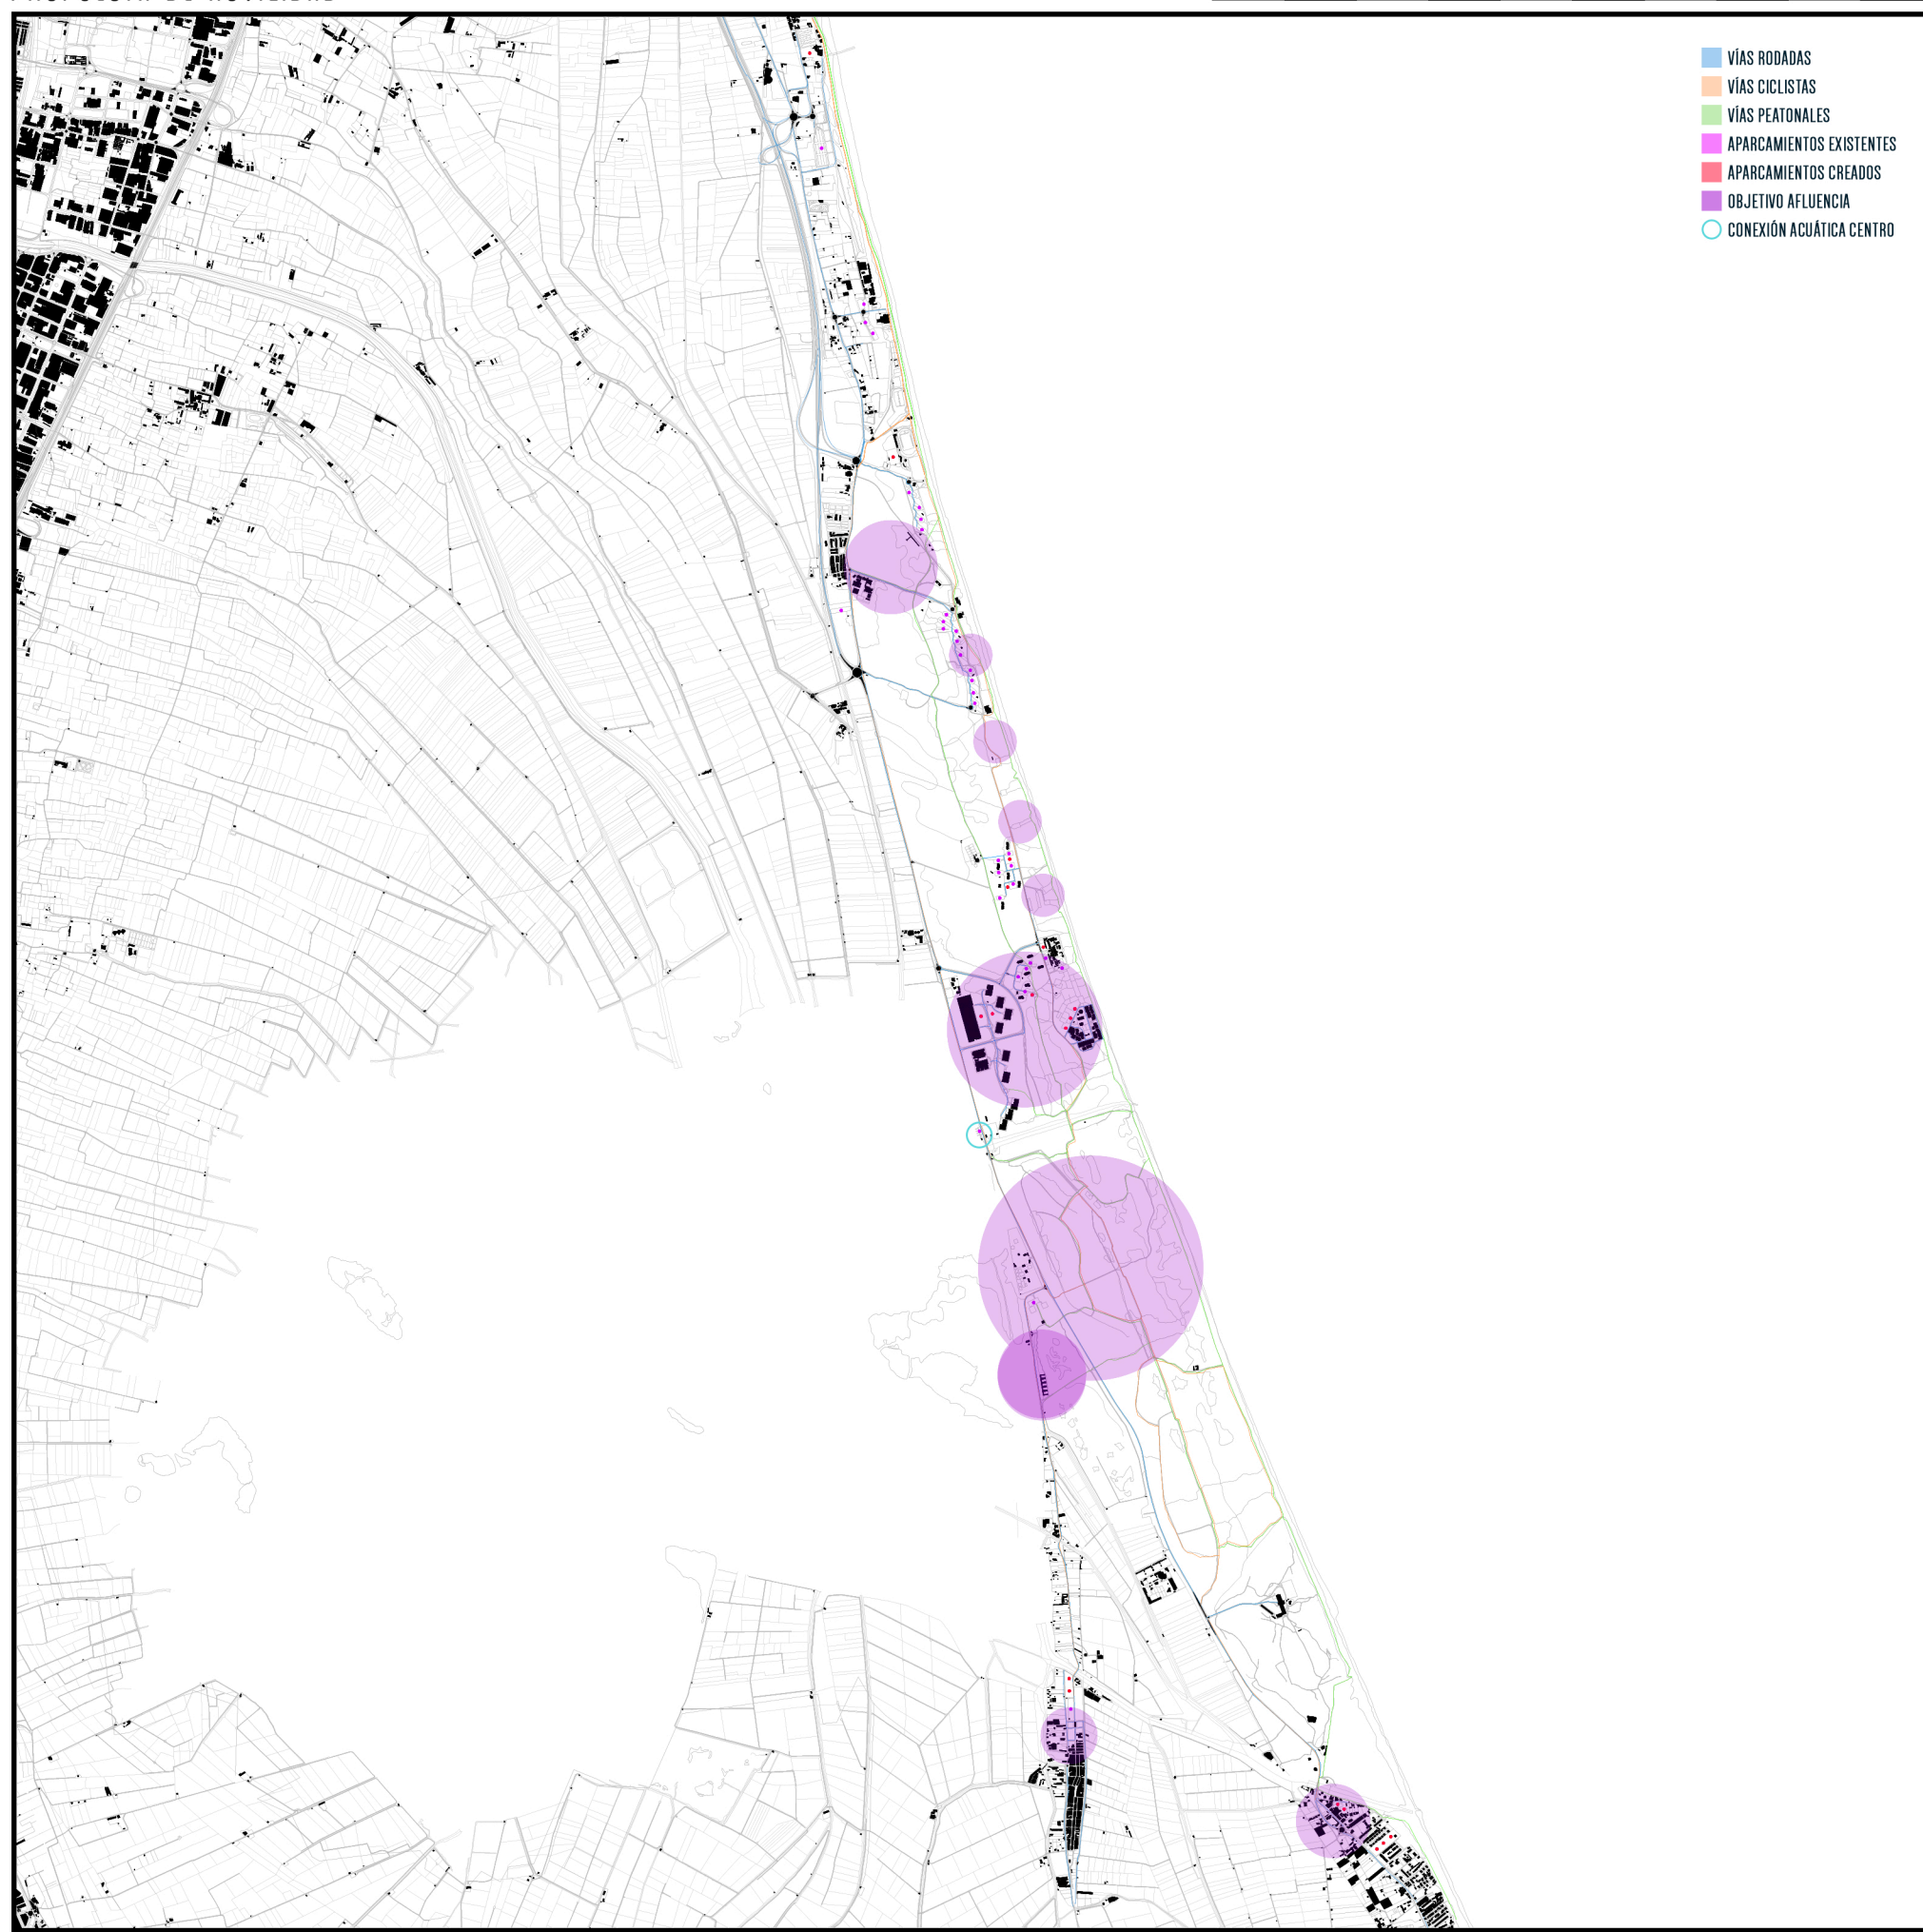 VÍAS RODADAS
VÍAS CICLISTAS
VÍAS PEATONALES
APARCAMIENTOS EXISTENTES
APARCAMIENTOS CREADOS
OBJETIVO AFLUENCIA
CONEXIÓN ACUÁTICA CENTRO